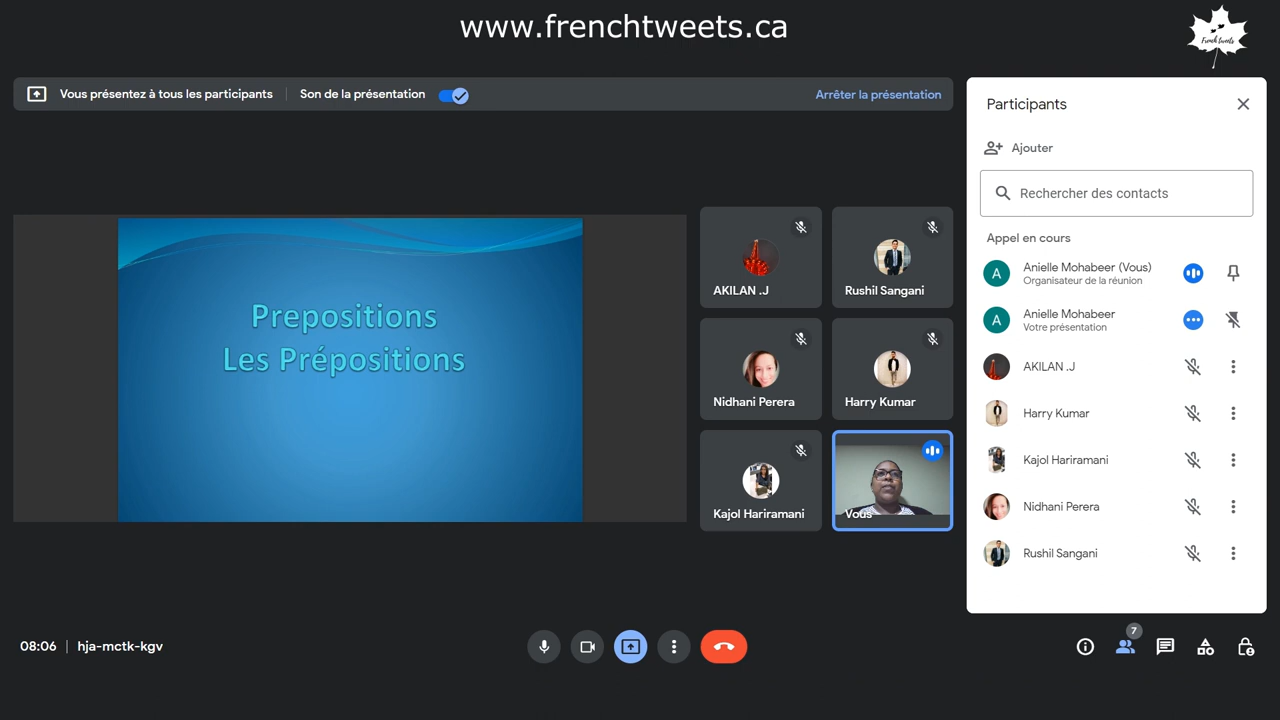 www.frenchtweets.ca
French tweets
Vous présentez à tous les participants
Son de la présentation
Arrêter la présentation
Prepositions
Les Prépositions
AKILAN .J
Rushil Sangani
Nidhani Perera
Harry Kumar
Kajol Hariramani
Vous
Participants
Ajouter
Rechercher des contacts
Appel en cours
A
Anielle Mohabeer (Vous)
Organisateur de la réunion
A
Anielle Mohabeer
Votre présentation
AKILAN .J
Harry Kumar
Kajol Hariramani
Nidhani Perera
Rushil Sangani
08:06 | hja-mctk-kgv
7